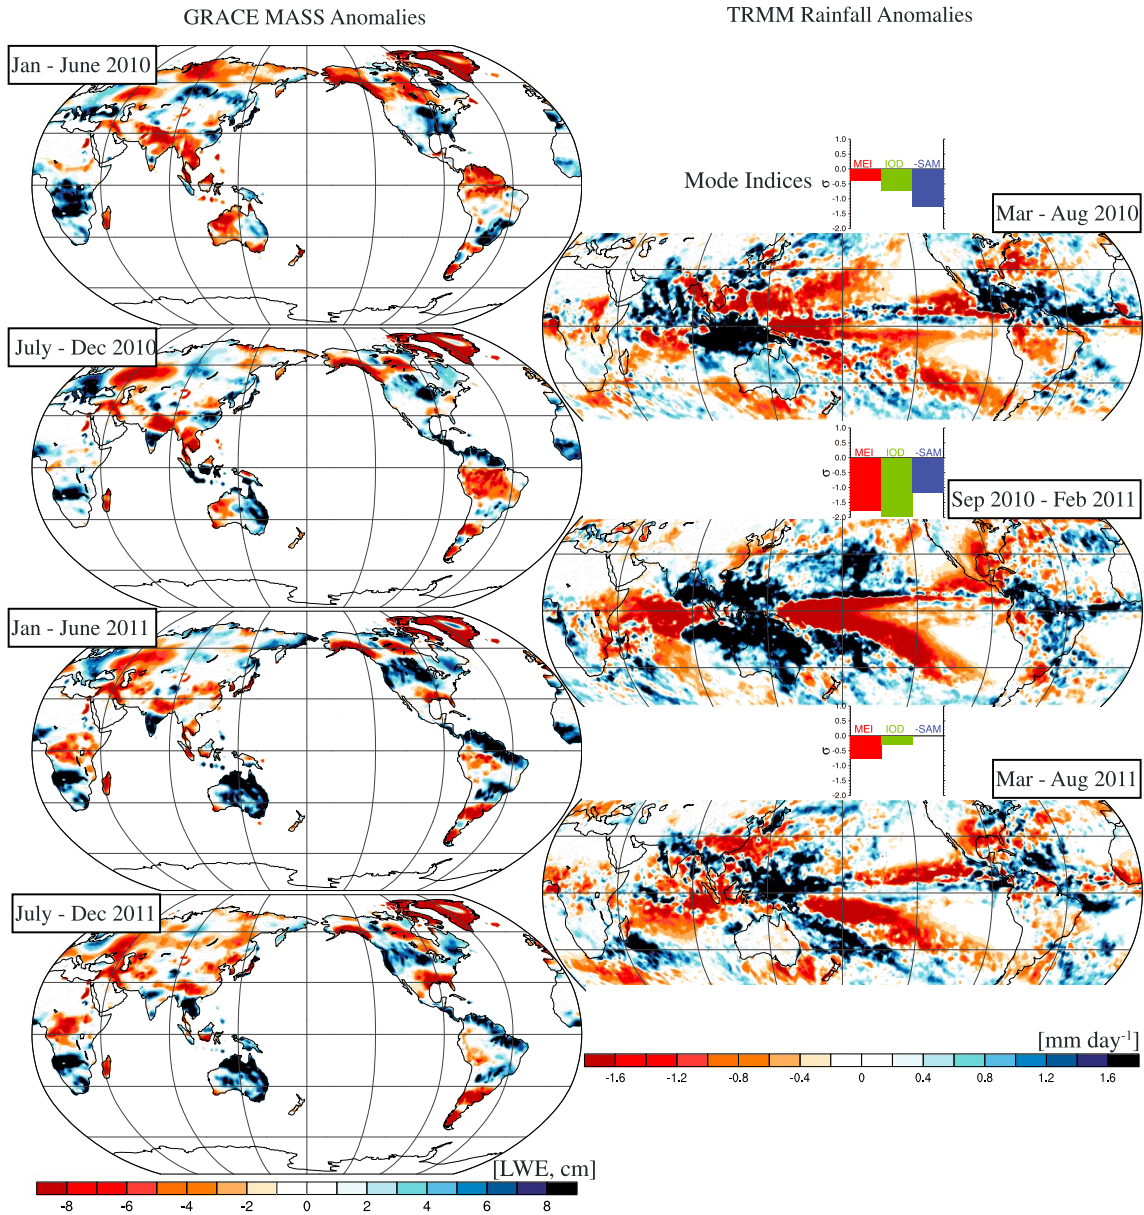 GRACE MASS Anomalies
TRMM Rainfall Anomalies
Jan - June 2010
July - Dec 2010
Jan - June 2011
July - Dec 2011
[LWE, cm]
-8 -6 -4 -2 0 2 4 6 8
Mode Indices
σ
1.0
0.5
0.0
-0.5
-1.0
-1.5
-2.0
MEI IOD -SAM
Mar - Aug 2010
σ
1.0
0.5
0.0
-0.5
-1.0
-1.5
-2.0
MEI IOD -SAM
Sep 2010 - Feb 2011
σ
1.0
0.5
0.0
-0.5
-1.0
-1.5
-2.0
MEI IOD -SAM
Mar - Aug 2011
[mm day⁻¹]
-1.6 -1.2 -0.8 -0.4 0 0.4 0.8 1.2 1.6